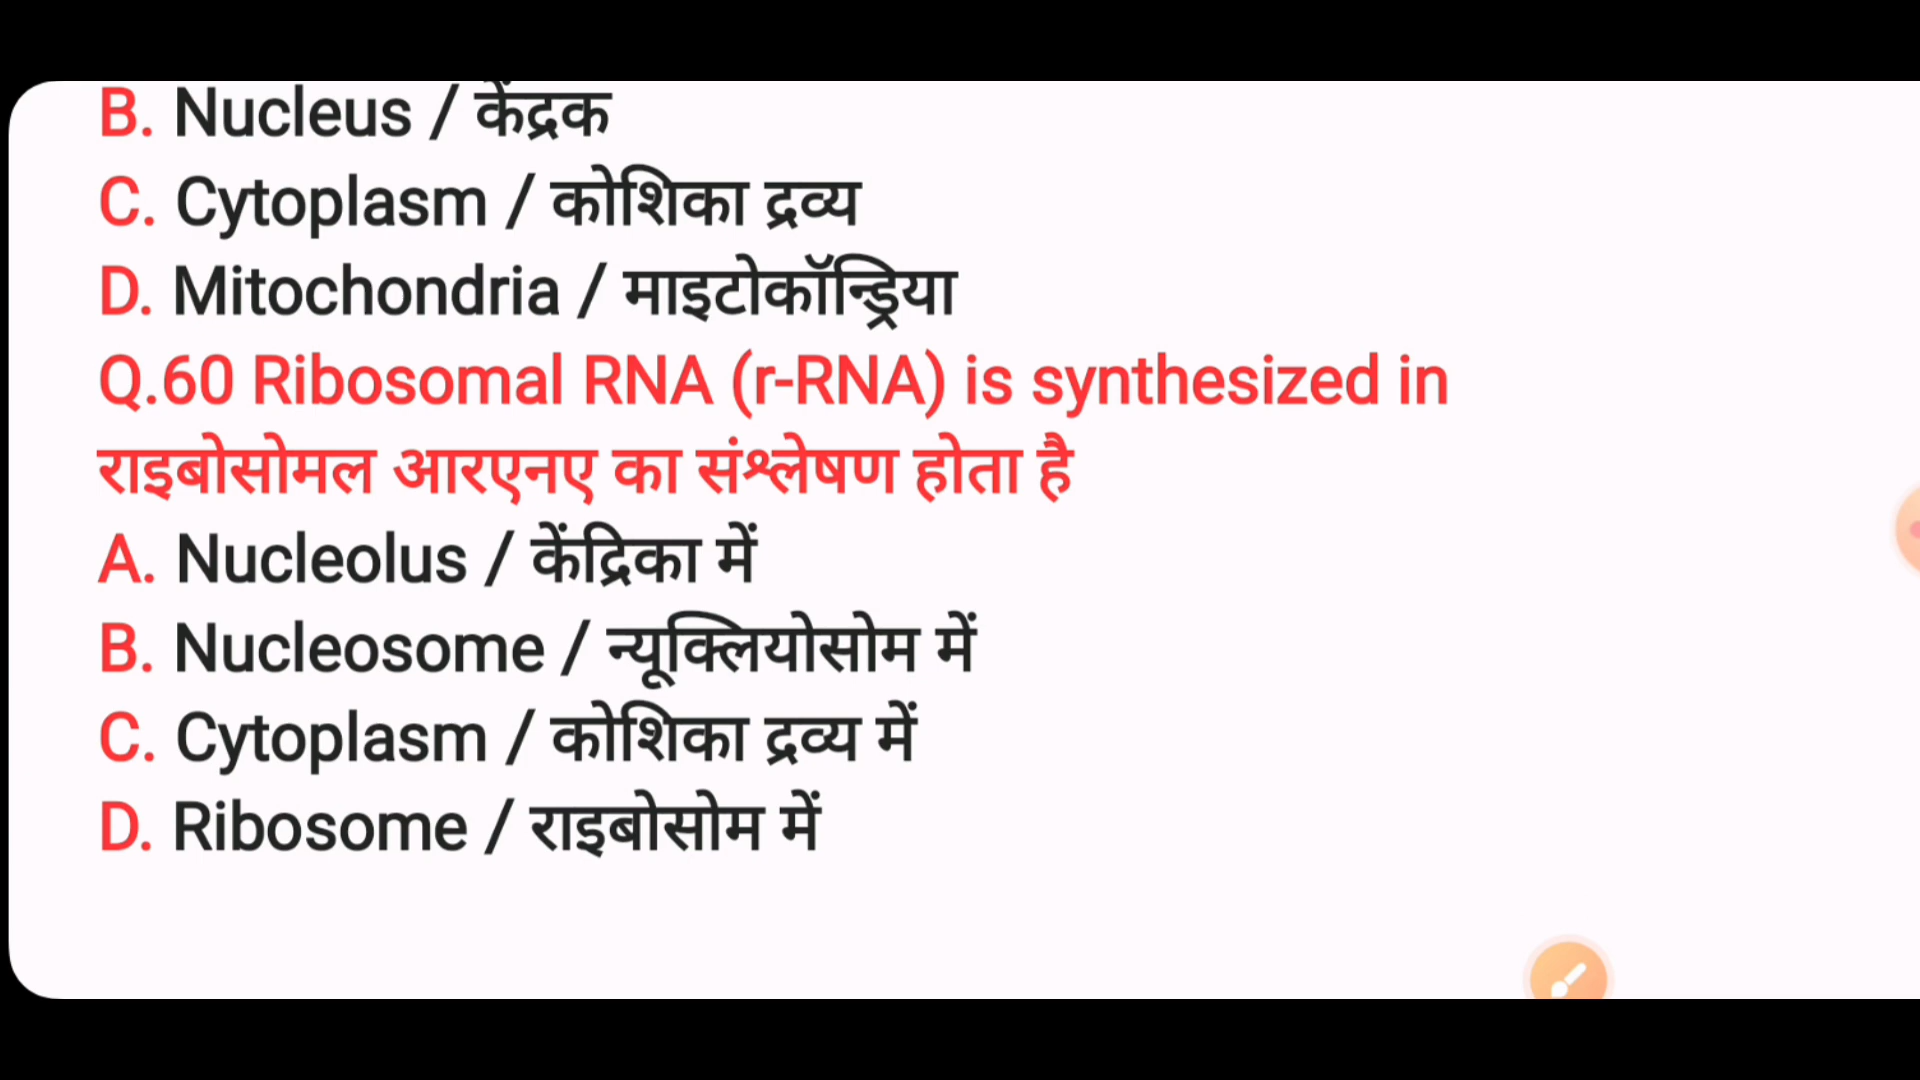 B. Nucleus / केंद्रक
C. Cytoplasm / कोशिका द्रव्य
D. Mitochondria / माइटोकॉन्ड्रिया
Q.60 Ribosomal RNA (r-RNA) is synthesized in
राइबोसोमल आरएनए का संश्लेषण होता है
A. Nucleolus / केंद्रिका में
B. Nucleosome / न्यूक्लियोसोम में
C. Cytoplasm / कोशिका द्रव्य में
D. Ribosome / राइबोसोम में